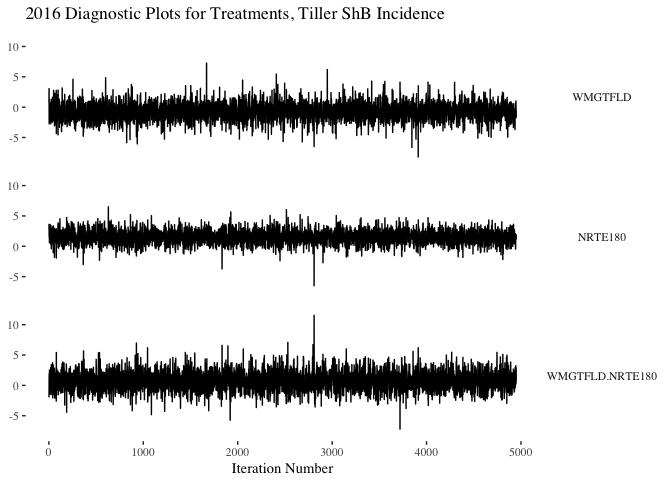 2016 Diagnostic Plots for Treatments, Tiller ShB Incidence
10
5
0
-5
WMGTFLD
10
5
0
-5
NRTE180
10
5
0
-5
WMGTFLD.NRTE180
0 1000 2000 3000 4000 5000
Iteration Number